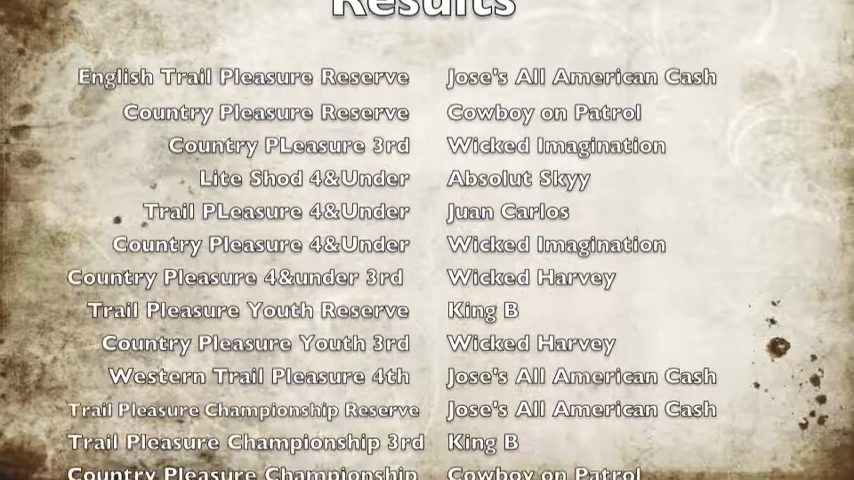 Results
English Trail Pleasure Reserve Jose's All American Cash
Country Pleasure Reserve Cowboy on Patrol
Country PLeasure 3rd Wicked Imagination
Lite Shod 4&Under Absolut Skyy
Trail PLeasure 4&Under Juan Carlos
Country Pleasure 4&Under Wicked Imagination
Country Pleasure 4&under 3rd Wicked Harvey
Trail Pleasure Youth Reserve King B
Country Pleasure Youth 3rd Wicked Harvey
Western Trail Pleasure 4th Jose's All American Cash
Trail Pleasure Championship Reserve Jose's All American Cash
Trail Pleasure Championship 3rd King B
Country Pleasure Championship Cowboy on Patrol